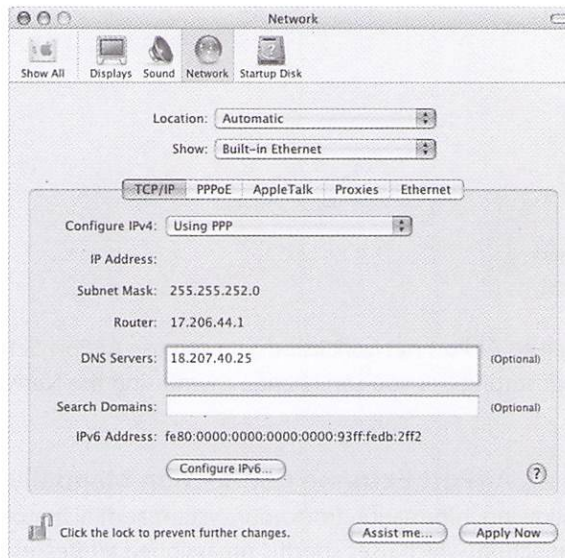 Network
Show All Displays Sound Network Startup Disk
Location: Automatic
Show: Built-in Ethernet
TCP/IP PPPoE AppleTalk Proxies Ethernet
Configure IPv4: Using PPP
IP Address:
Subnet Mask: 255.255.252.0
Router: 17.206.44.1
DNS Servers: 18.207.40.25 (Optional)
Search Domains: (Optional)
IPv6 Address: fe80:0000:0000:0000:0000:93ff:fedb:2ff2
Configure IPv6...
?
Click the lock to prevent further changes. Assist me... Apply Now